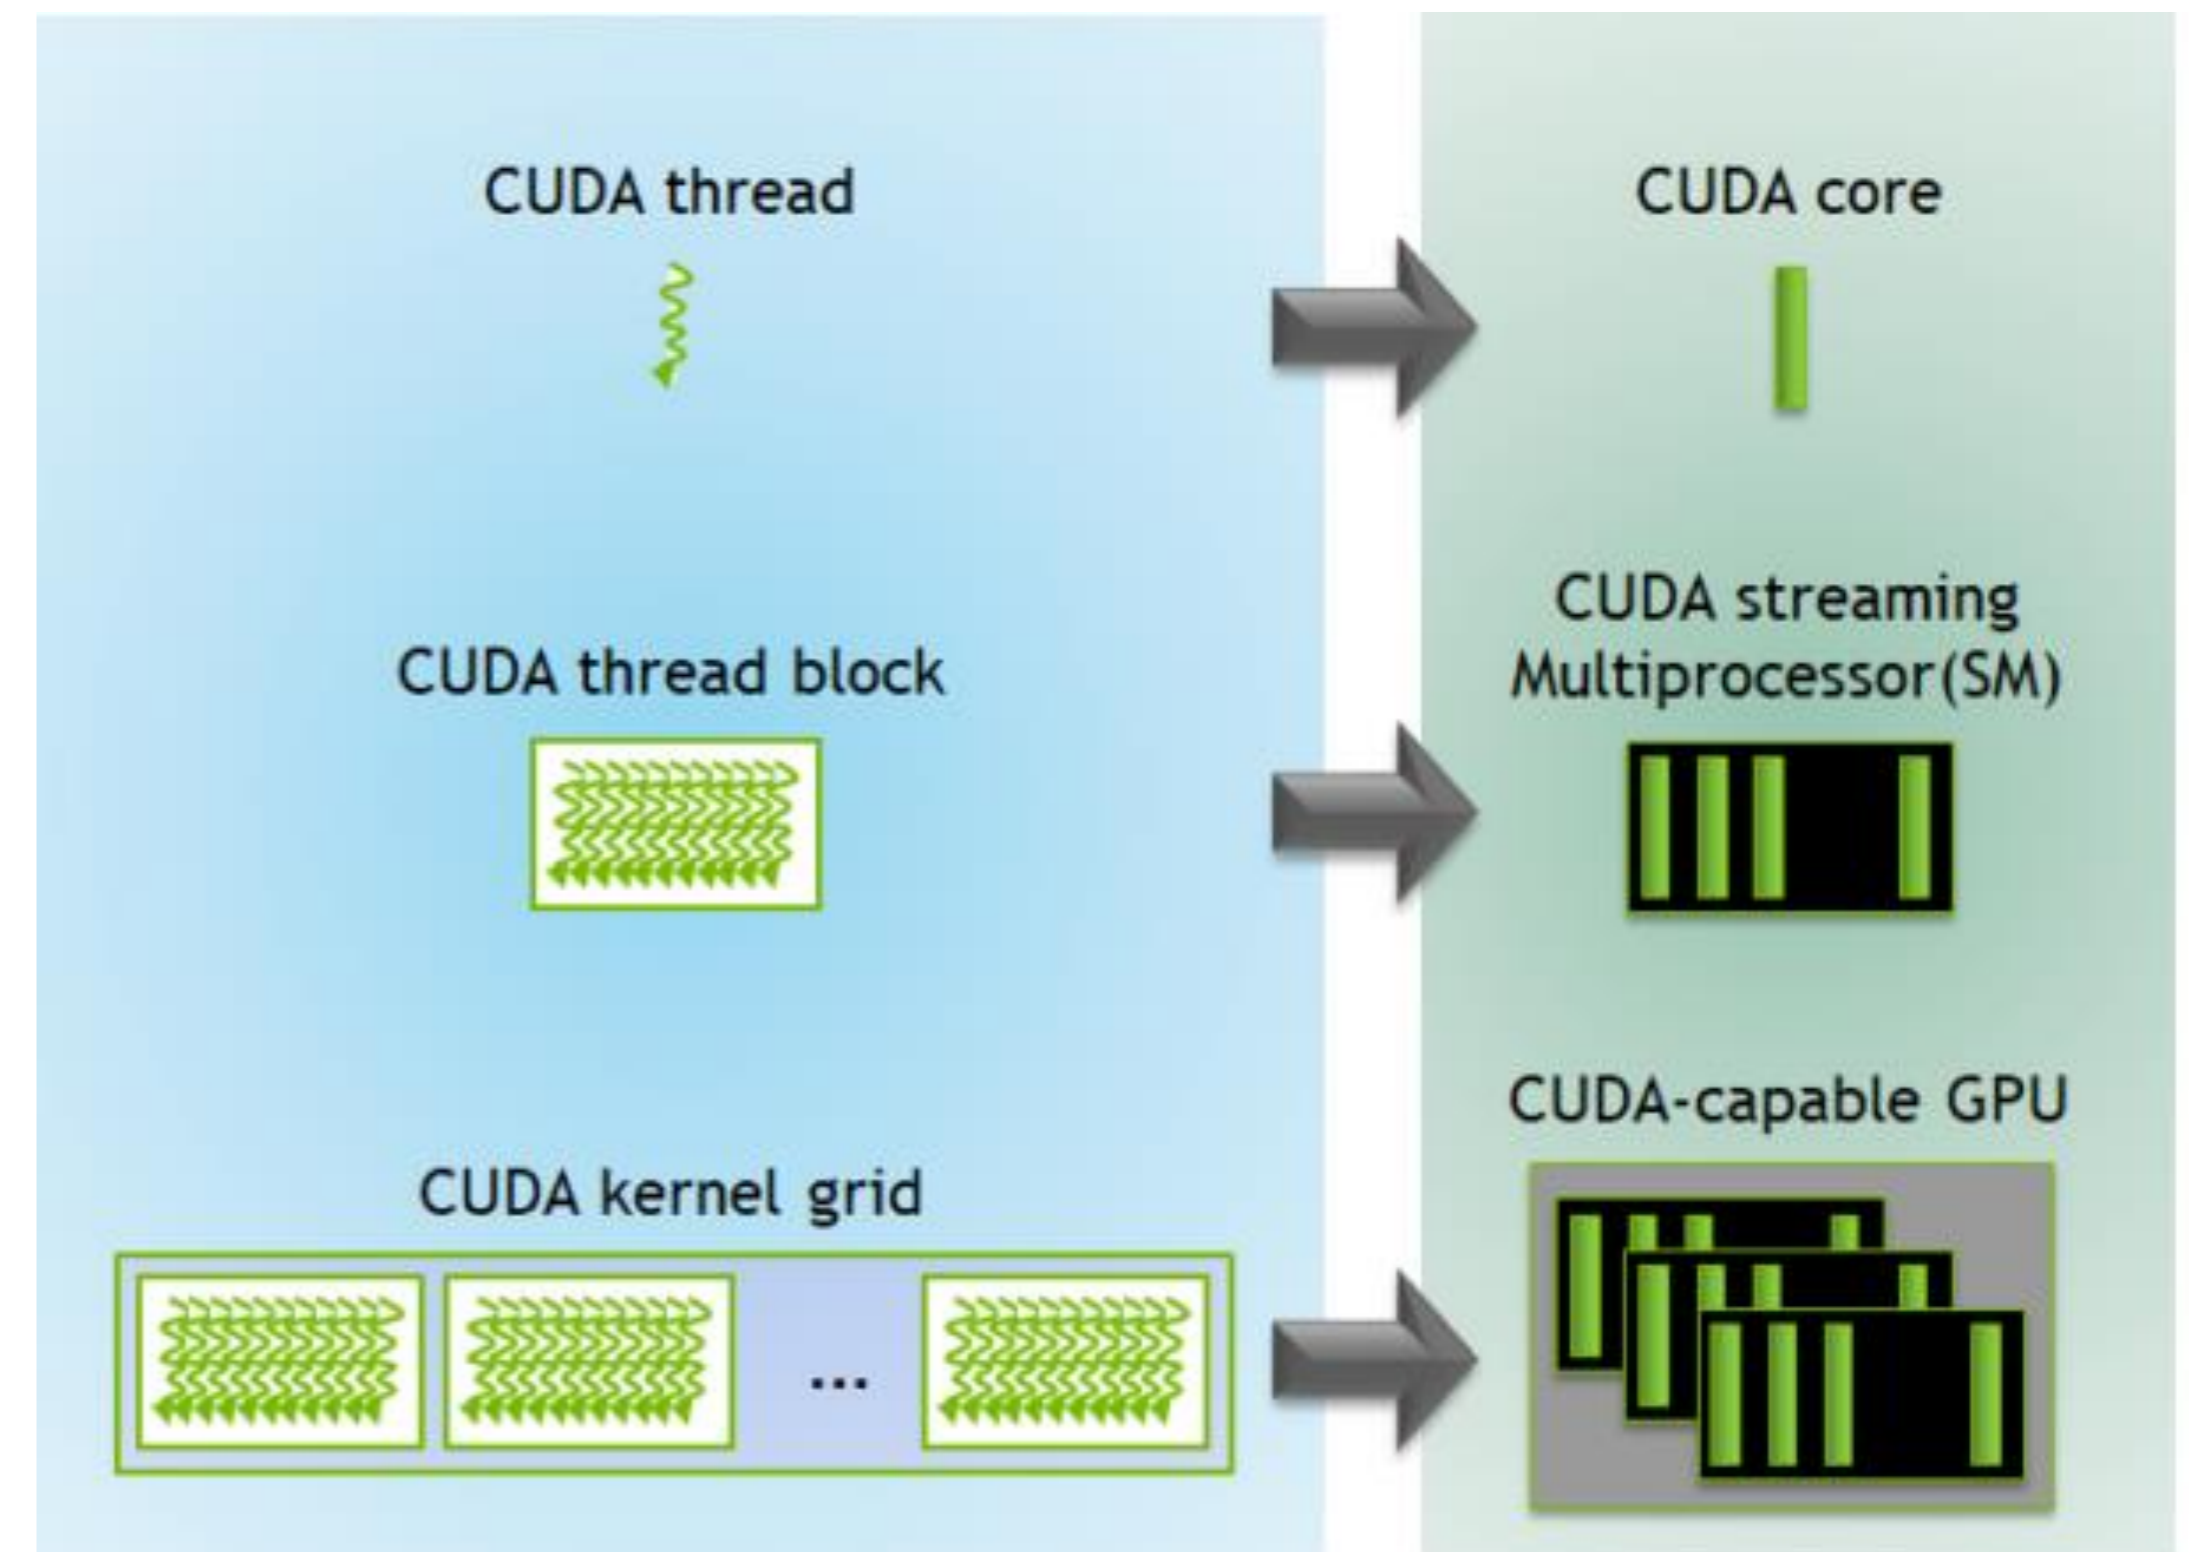 CUDA thread
CUDA core
CUDA thread block
CUDA streaming
Multiprocessor(SM)
CUDA kernel grid
...
CUDA-capable GPU